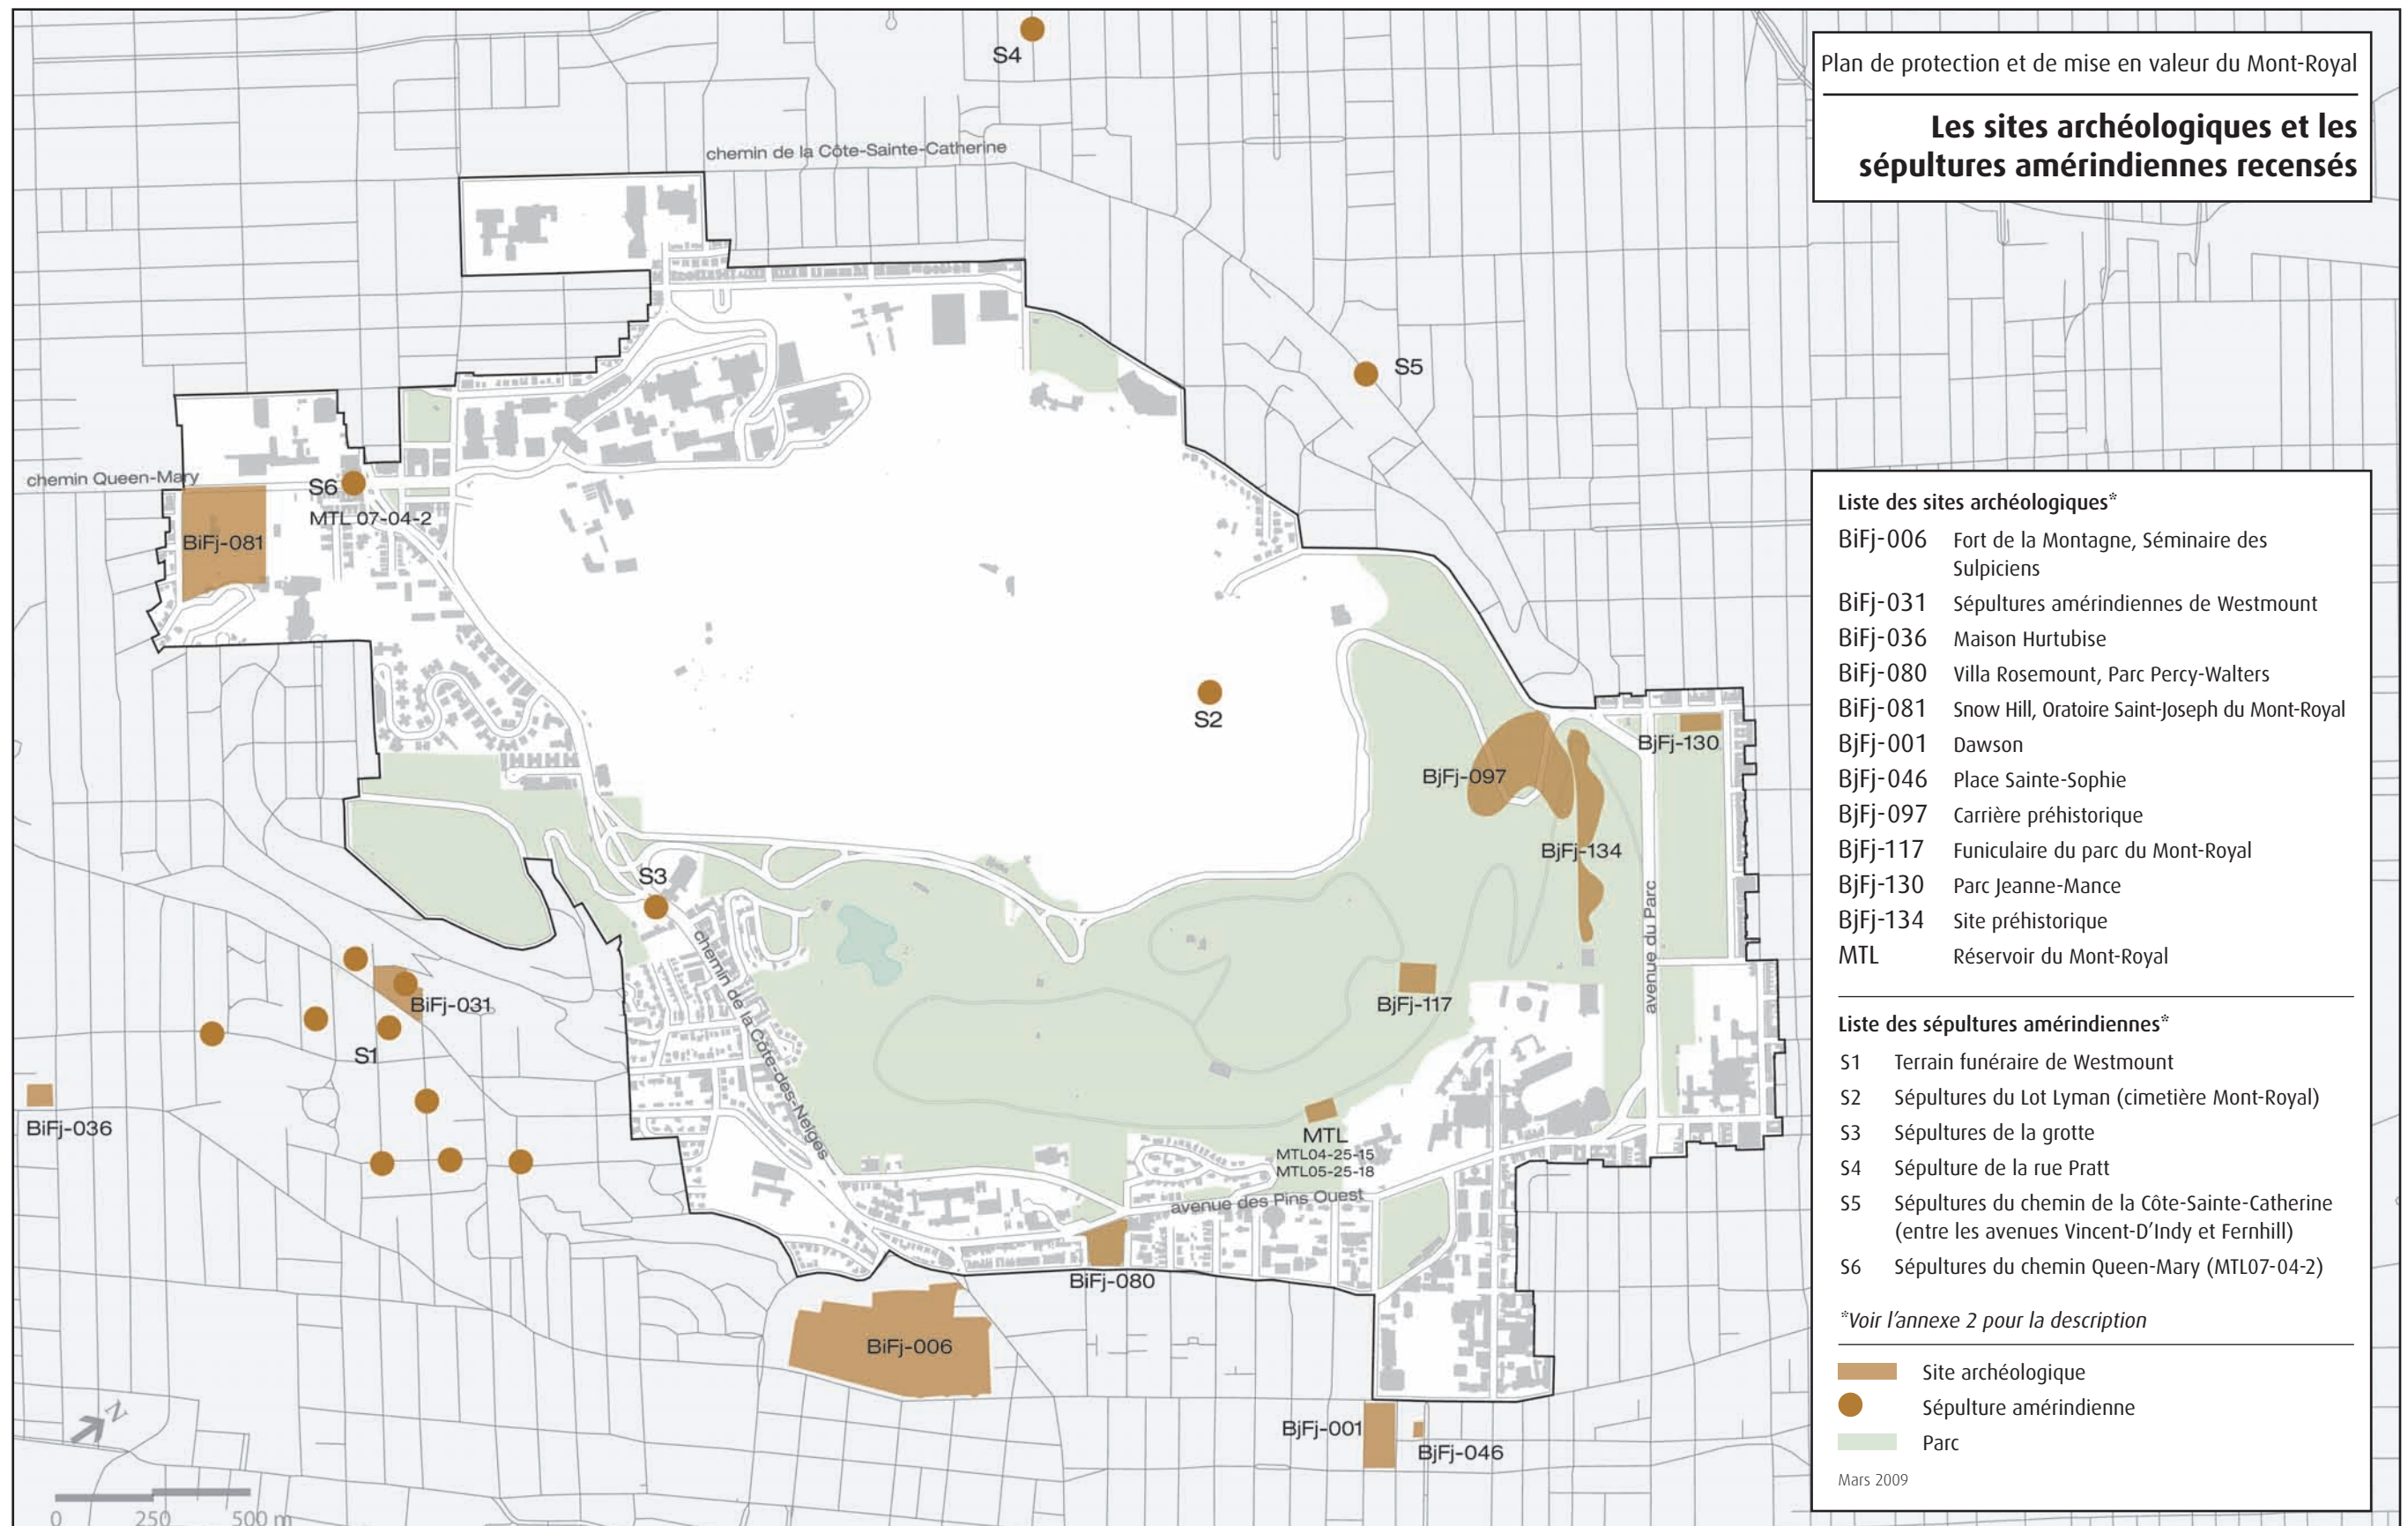 Plan de protection et de mise en valeur du Mont-Royal
Les sites archéologiques et les
sépultures amérindiennes recensés
S4
chemin de la Côte-Sainte-Catherine
S5
chemin Queen-Mary
S6
MTL 07-04-2
BiFj-081
S2
BjFj-130
BjFj-097
BjFj-134
S3
chemin de la Côte-des-Neiges
avenue du Parc
BiFj-031
BjFj-117
S1
BiFj-036
MTL
MTL04-25-15
MTL05-25-18
avenue des Pins Ouest
BiFj-080
BiFj-006
BjFj-001
BjFj-046
N
0 250 500 m
Liste des sites archéologiques*
BiFj-006 Fort de la Montagne, Séminaire des
Sulpiciens
BiFj-031 Sépultures amérindiennes de Westmount
BiFj-036 Maison Hurtubise
BiFj-080 Villa Rosemount, Parc Percy-Walters
BiFj-081 Snow Hill, Oratoire Saint-Joseph du Mont-Royal
BjFj-001 Dawson
BjFj-046 Place Sainte-Sophie
BjFj-097 Carrière préhistorique
BjFj-117 Funiculaire du parc du Mont-Royal
BjFj-130 Parc Jeanne-Mance
BjFj-134 Site préhistorique
MTL Réservoir du Mont-Royal
Liste des sépultures amérindiennes*
S1 Terrain funéraire de Westmount
S2 Sépultures du Lot Lyman (cimetière Mont-Royal)
S3 Sépultures de la grotte
S4 Sépulture de la rue Pratt
S5 Sépultures du chemin de la Côte-Sainte-Catherine
(entre les avenues Vincent-D'Indy et Fernhill)
S6 Sépultures du chemin Queen-Mary (MTL07-04-2)
*Voir l'annexe 2 pour la description
Site archéologique
Sépulture amérindienne
Parc
Mars 2009